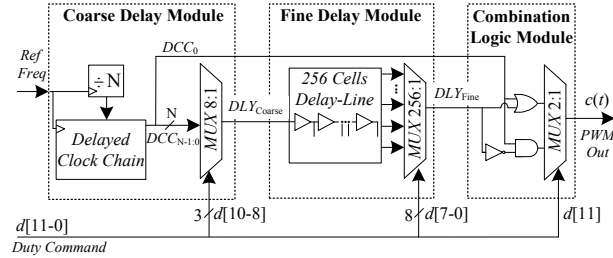 Coarse Delay Module
Fine Delay Module
Combination
Logic Module
Ref
Freq
÷ N
DCC0
Delayed
Clock Chain
N
DCCN-1:0
MUX 8:1
DLYCoarse
256 Cells
Delay-Line
...
MUX 256:1
DLYFine
MUX 2:1
c(t)
PWM
Out
d[11-0]
3
d[10-8]
8
d[7-0]
d[11]
Duty Command